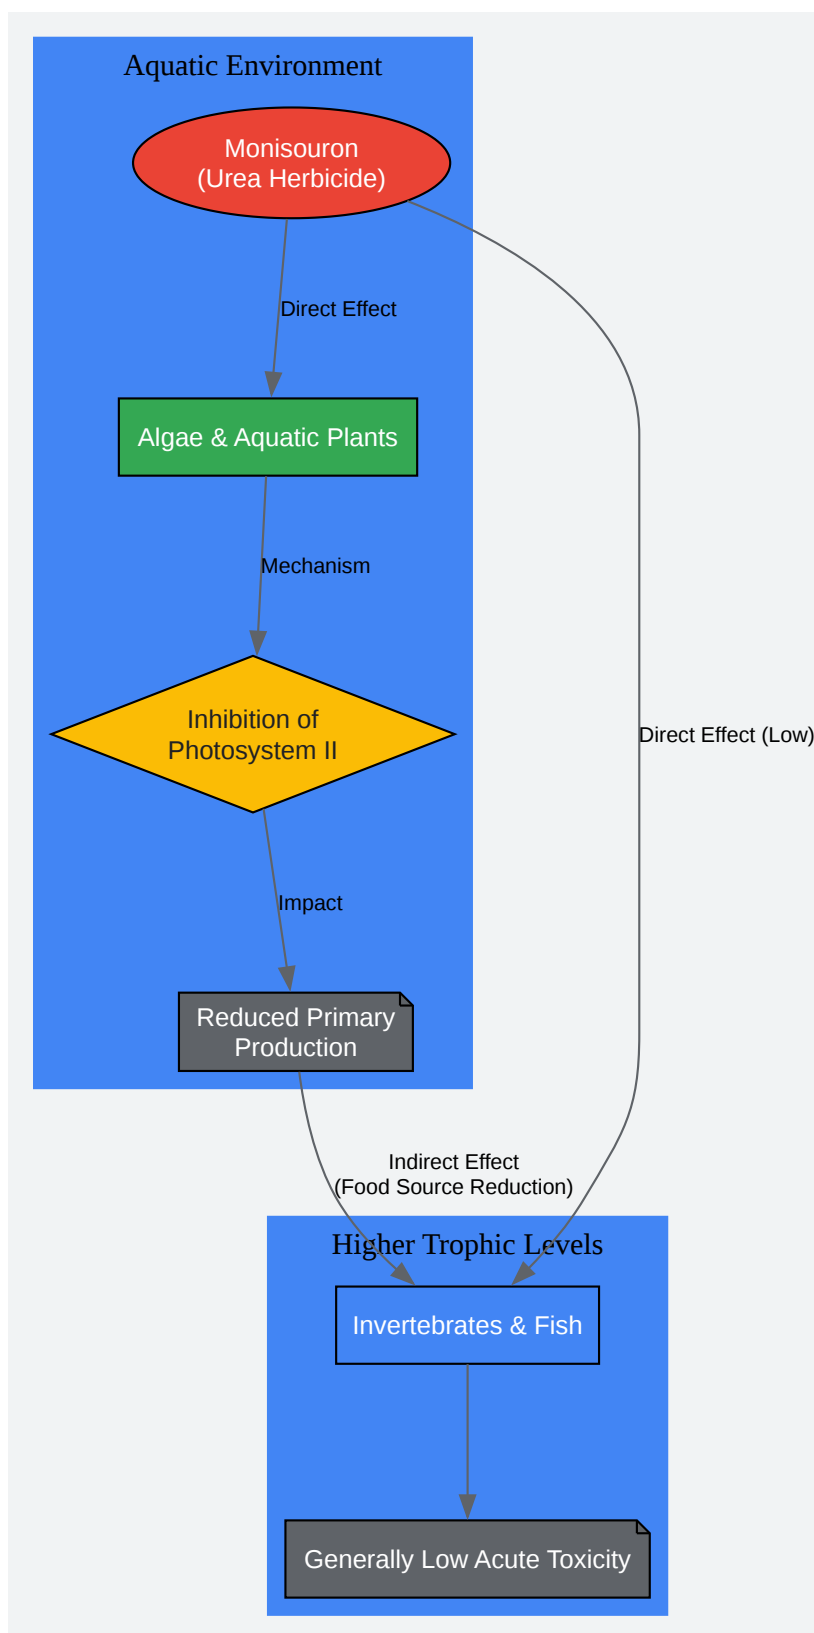 Aquatic Environment
Monisouron
(Urea Herbicide)
Direct Effect
Algae & Aquatic Plants
Mechanism
Inhibition of
Photosystem II
Direct Effect (Low)
Impact
Reduced Primary
Production
Indirect Effect
(Food Source Reduction)
Higher Trophic Levels
Invertebrates & Fish
Generally Low Acute Toxicity